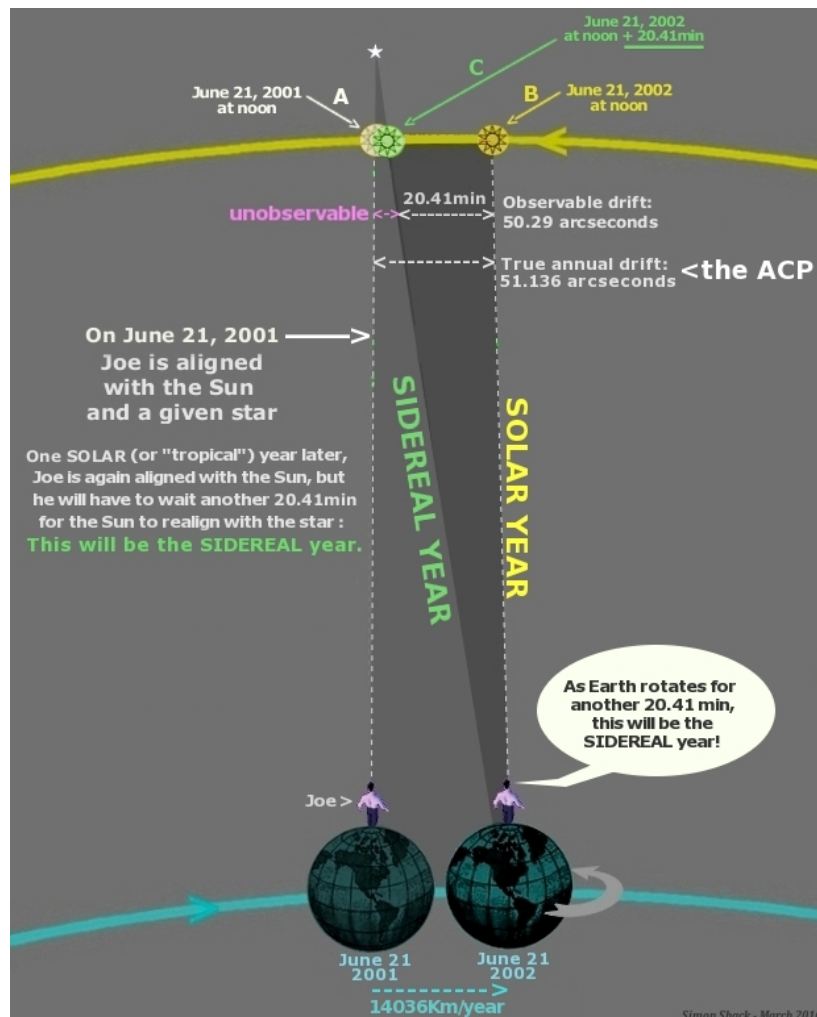 June 21, 2002
at noon + 20.41min
C
June 21, 2001
at noon
A
B
June 21, 2002
at noon
20.41min
unobservable
Observable drift:
50.29 arcseconds
True annual drift:
51.136 arcseconds
<the ACP
On June 21, 2001
Joe is aligned
with the Sun
and a given star
One SOLAR (or "tropical") year later,
Joe is again aligned with the Sun, but
he will have to wait another 20.41min
for the Sun to realign with the star :
This will be the SIDEREAL year.
SIDEREAL YEAR
SOLAR YEAR
As Earth rotates for
another 20.41 min,
this will be the
SIDEREAL year!
Joe >
June 21
2001
June 21
2002
14036Km/year
Simon Shack - March 201